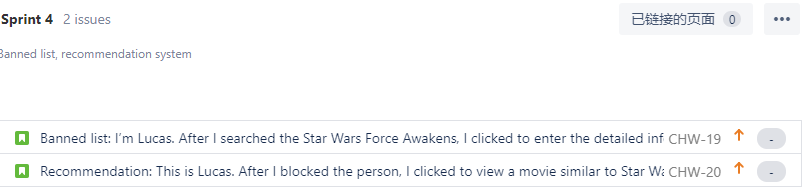 Sprint 4 2 issues 已链接的页面 0 •••
Banned list, recommendation system
Banned list: I'm Lucas. After I searched the Star Wars Force Awakens, I clicked to enter the detailed inf CHW-19 -
Recommendation: This is Lucas. After I blocked the person, I clicked to view a movie similar to Star Wa CHW-20 -